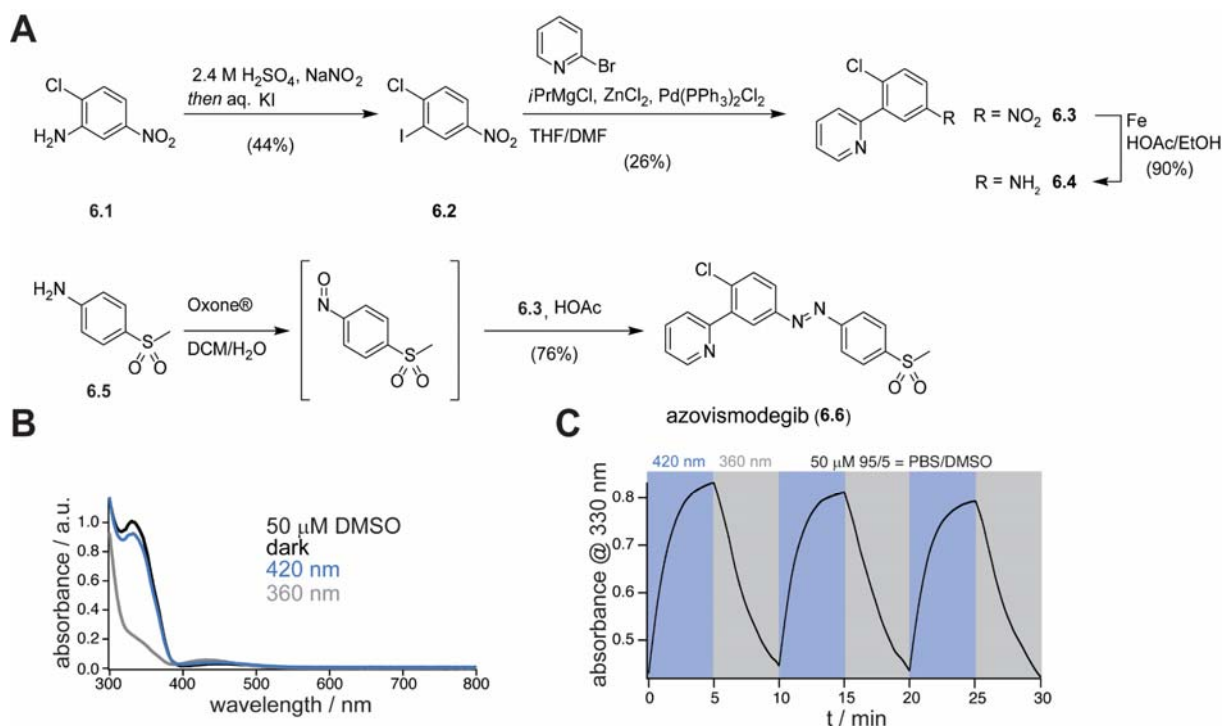 A
Cl
H2N
NO2
6.1
2.4 M H2SO4, NaNO2
then aq. KI
(44%)
Cl
I
NO2
6.2
N
Br
iPrMgCl, ZnCl2, Pd(PPh3)2Cl2
THF/DMF
(26%)
Cl
R
N
R = NO2 6.3
R = NH2 6.4
Fe
HOAc/EtOH
(90%)
H2N
S
O O
6.5
Oxone®
DCM/H2O
O
N
S
O O
6.3, HOAc
(76%)
Cl
N
N=N
S
O O
azovismodegib (6.6)
B
absorbance / a.u.
1.0
0.8
0.6
0.4
0.2
0.0
50 μM DMSO
dark
420 nm
360 nm
300 400 500 600 700 800
wavelength / nm
C
420 nm 360 nm 50 μM 95/5 = PBS/DMSO
absorbance @ 330 nm
0.8
0.7
0.6
0.5
0 5 10 15 20 25 30
t / min